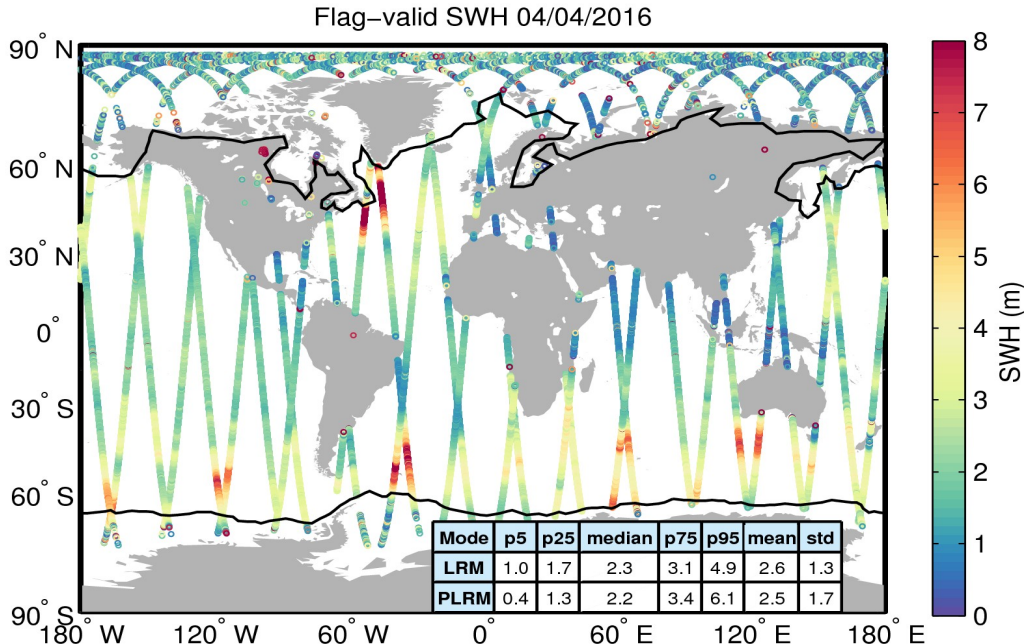 Flag−valid SWH 04/04/2016
90° N
60° N
30° N
0°
30° S
60° S
90° S
180° W
120° W
60° W
0°
60° E
120° E
180° E
8
7
6
5
4
3
2
1
0
SWH (m)
Mode p5 p25 median p75 p95 mean std
LRM 1.0 1.7 2.3 3.1 4.9 2.6 1.3
PLRM 0.4 1.3 2.2 3.4 6.1 2.5 1.7